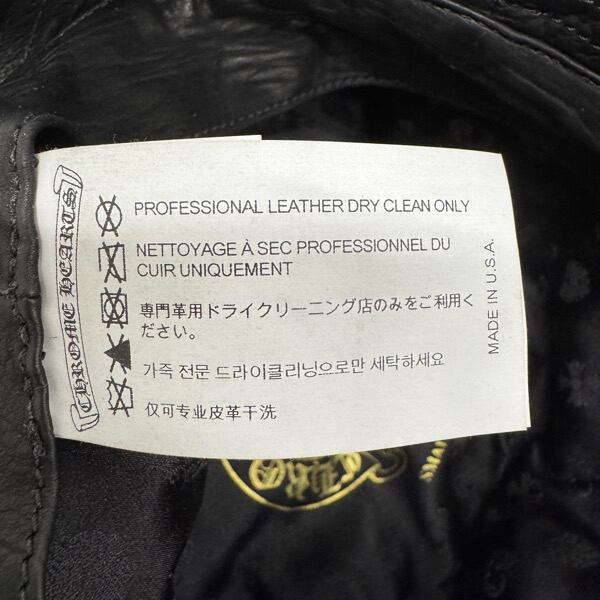 CHROME HEARTS
PROFESSIONAL LEATHER DRY CLEAN ONLY
NETTOYAGE À SEC PROFESSIONNEL DU
CUIR UNIQUEMENT
専門革用ドライクリーニング店のみをご利用く
ださい。
가죽 전문 드라이클리닝으로만 세탁하세요
仅可专业皮革干洗
MADE IN U.S.A.